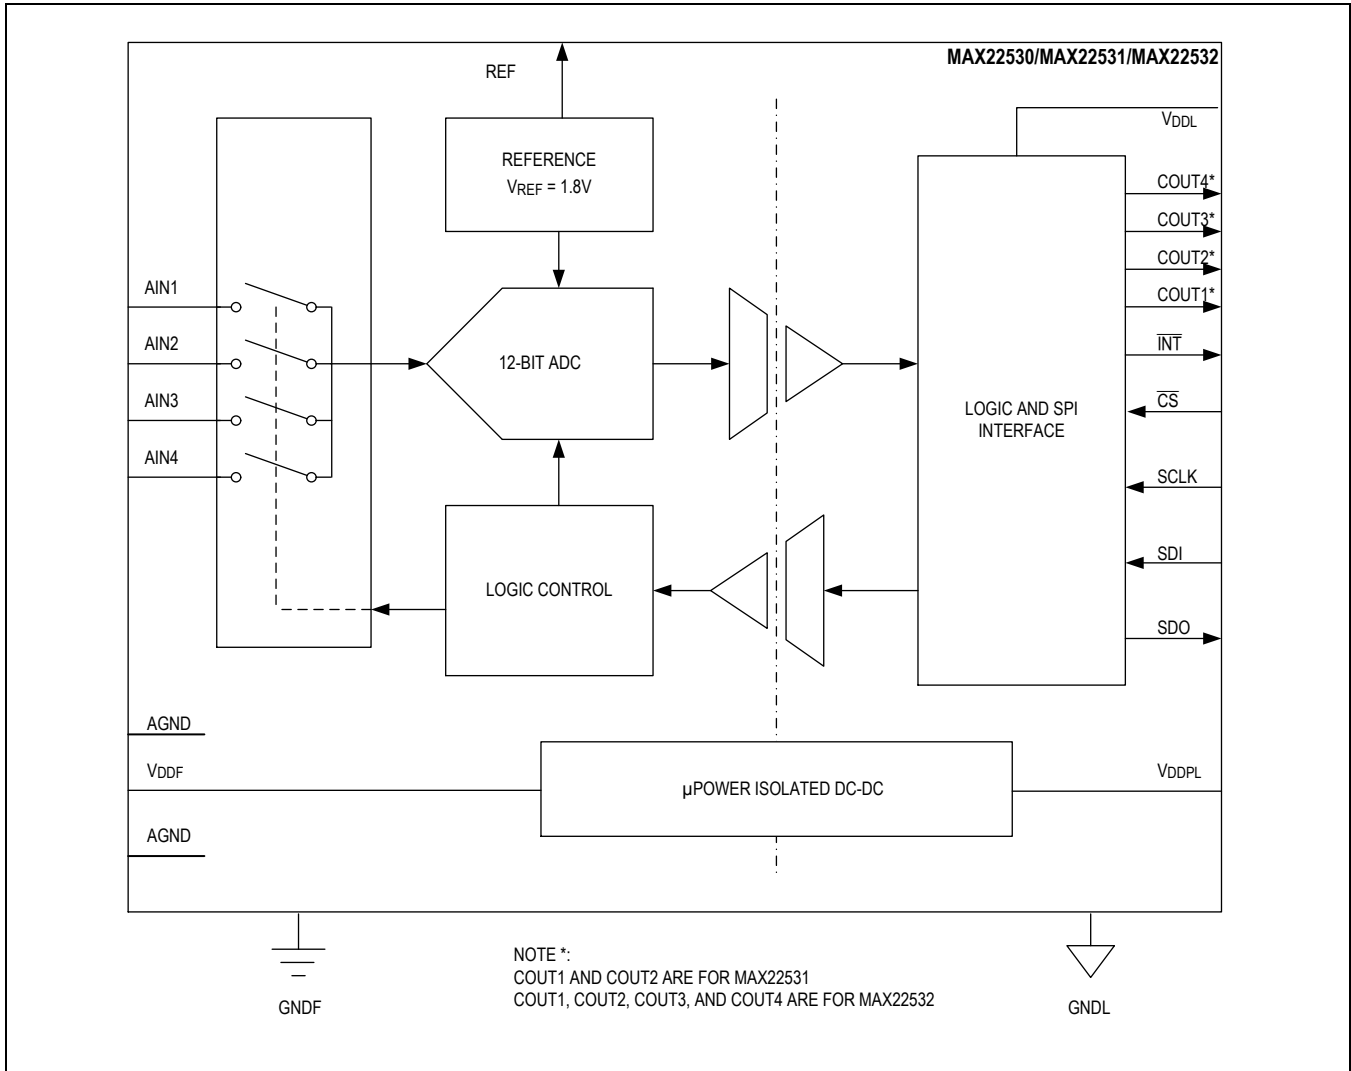 MAX22530/MAX22531/MAX22532
REF
VDDL
REFERENCE
VREF = 1.8V
COUT4*
COUT3*
COUT2*
COUT1*
AIN1
AIN2
AIN3
AIN4
12-BIT ADC
INT
CS
LOGIC AND SPI
INTERFACE
SCLK
SDI
LOGIC CONTROL
SDO
AGND
VDDF
µPOWER ISOLATED DC-DC
VDDPL
AGND
NOTE *:
COUT1 AND COUT2 ARE FOR MAX22531
COUT1, COUT2, COUT3, AND COUT4 ARE FOR MAX22532
GNDF
GNDL